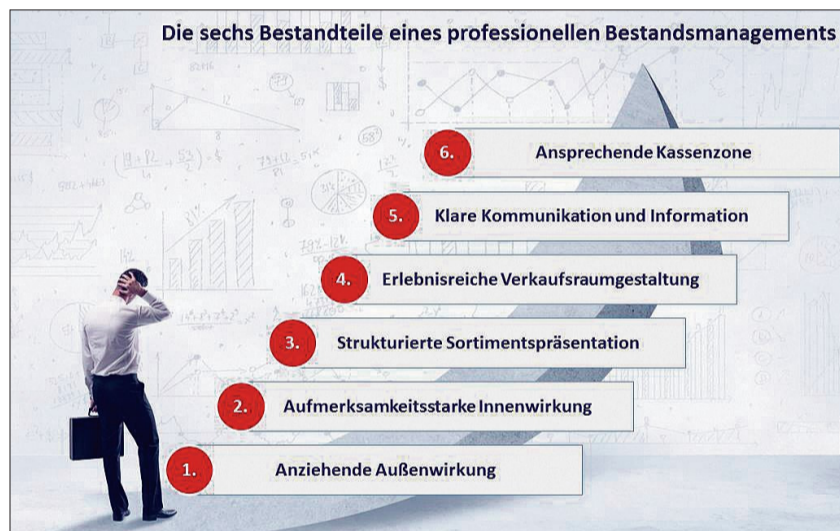 Die sechs Bestandteile eines professionellen Bestandsmanagements
6. Ansprechende Kassenzone
5. Klare Kommunikation und Information
4. Erlebnisreiche Verkaufsraumgestaltung
3. Strukturierte Sortimentspräsentation
2. Aufmerksamkeitsstarke Innenwirkung
1. Anziehende Außenwirkung